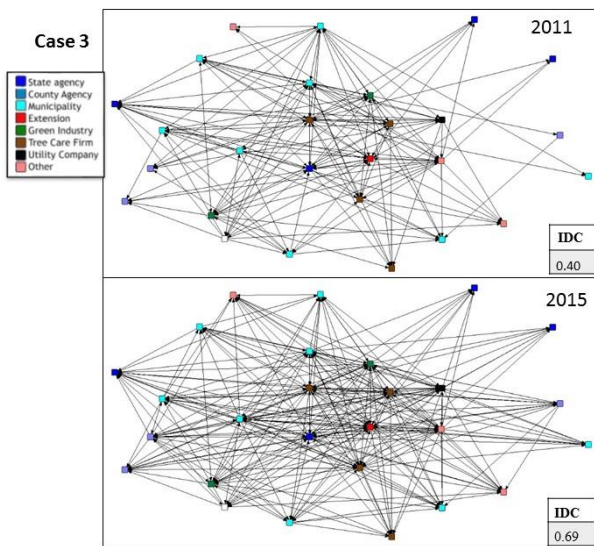 Case 3
State agency
County Agency
Municipality
Extension
Green Industry
Tree Care Firm
Utility Company
Other
2011
IDC
0.40
2015
IDC
0.69